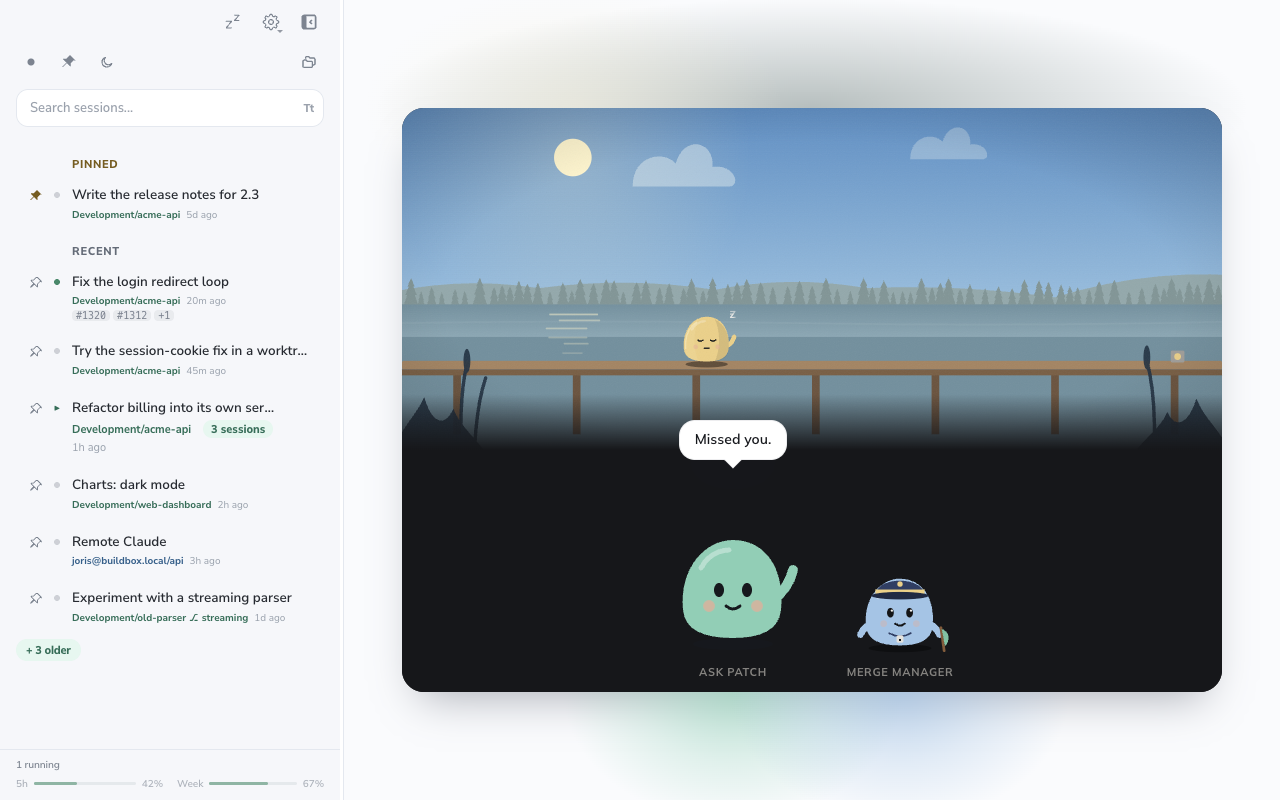 zZ
Search sessions...
Tt
PINNED
Write the release notes for 2.3
Development/acme-api 5d ago
RECENT
Fix the login redirect loop
Development/acme-api 20m ago
#1320 #1312 +1
Try the session-cookie fix in a worktr...
Development/acme-api 45m ago
Refactor billing into its own ser...
Development/acme-api 3 sessions
1h ago
Charts: dark mode
Development/web-dashboard 2h ago
Remote Claude
joris@buildbox.local/api 3h ago
Experiment with a streaming parser
Development/old-parser streaming 1d ago
+ 3 older
1 running
5h 42% Week 67%
z
Missed you.
ASK PATCH
MERGE MANAGER